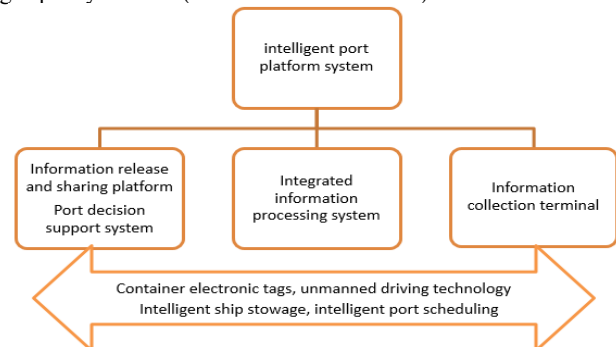 intelligent port
platform system
Information release
and sharing platform
Port decision
support system
Integrated
information
processing system
Information
collection terminal
Container electronic tags, unmanned driving technology
Intelligent ship stowage, intelligent port scheduling